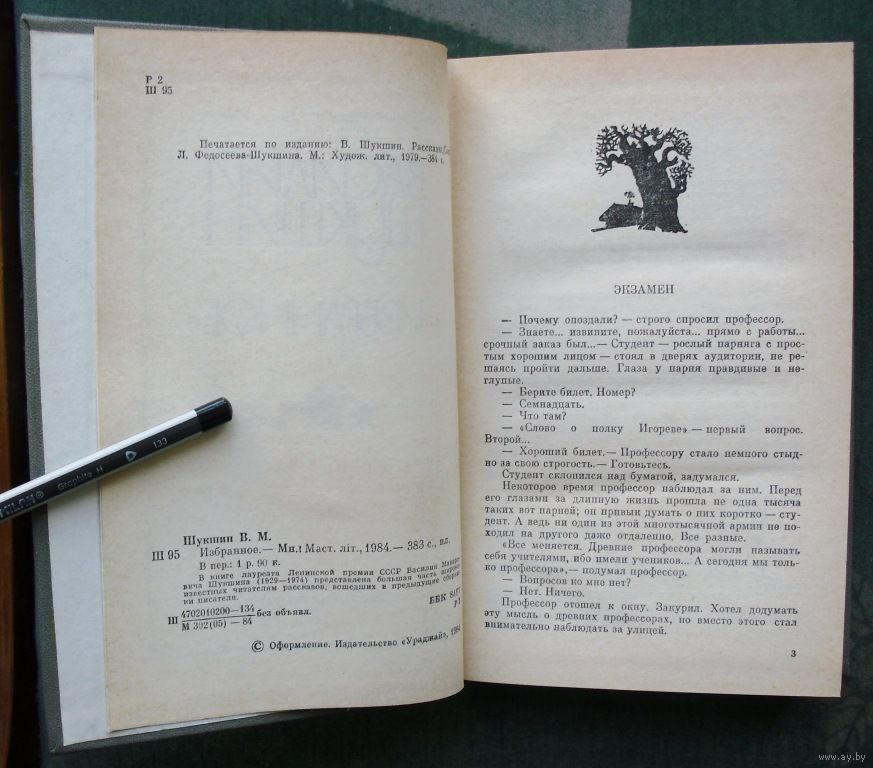 Р 2
Ш 95
Печатается по изданию: В. Шукшин. Рассказы
Л. Федосеева-Шукшина. М.: Худож. лит., 1979.—384 с.
Шукшин В. М.
Ш 95 Избранное.— Мн.: Маст. літ., 1984.— 383 с., ил.
В пер.: 1 р. 90 к.
В книге лауреата Ленинской премии СССР Василия Макаро-
вича Шукшина (1929—1974) представлена большая часть широко
известных читателям рассказов, вошедших в предыдущие сборни-
ки писателя.
Ш 4702010200—134 без объявл.
М 302(05) — 84
ББК
© Оформление. Издательство «Ураджай», 1984
ЭКЗАМЕН
— Почему опоздали? — строго спросил профессор.
— Знаете... извините, пожалуйста... прямо с работы...
срочный заказ был...— Студент — рослый парняга с прос-
тым хорошим лицом — стоял в дверях аудитории, не ре-
шаясь пройти дальше. Глаза у парня правдивые и не-
глупые.
— Берите билет. Номер?
— Семнадцать.
— Что там?
— «Слово о полку Игореве» — первый вопрос.
Второй...
— Хороший билет.— Профессору стало немного стыд-
но за свою строгость.— Готовьтесь.
Студент склонился над бумагой, задумался.
Некоторое время профессор наблюдал за ним. Перед
его глазами за длинную жизнь прошла не одна тысяча
таких вот парней; он привык думать о них коротко — сту-
дент. А ведь ни один из этой многотысячной армии не по-
ходил на другого даже отдаленно. Все разные.
«Все меняется. Древние профессора могли называть
себя учителями, ибо имели учеников... А сегодня мы толь-
ко профессора»,— подумал профессор.
— Вопросов ко мне нет?
— Нет. Ничего.
Профессор отошел к окну. Закурил. Хотел додумать
эту мысль о древних профессорах, но вместо этого стал
внимательно наблюдать за улицей.
3
MILAN® Graphite H 133
www.ay.by